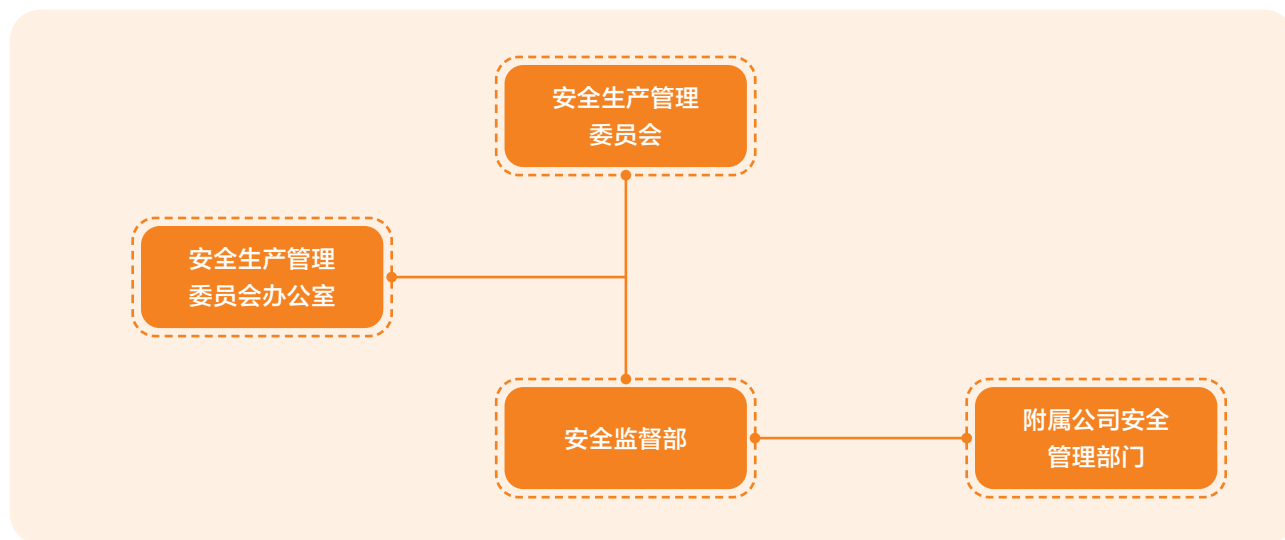 安全生产管理
委员会
安全生产管理
委员会办公室
安全监督部
附属公司安全
管理部门